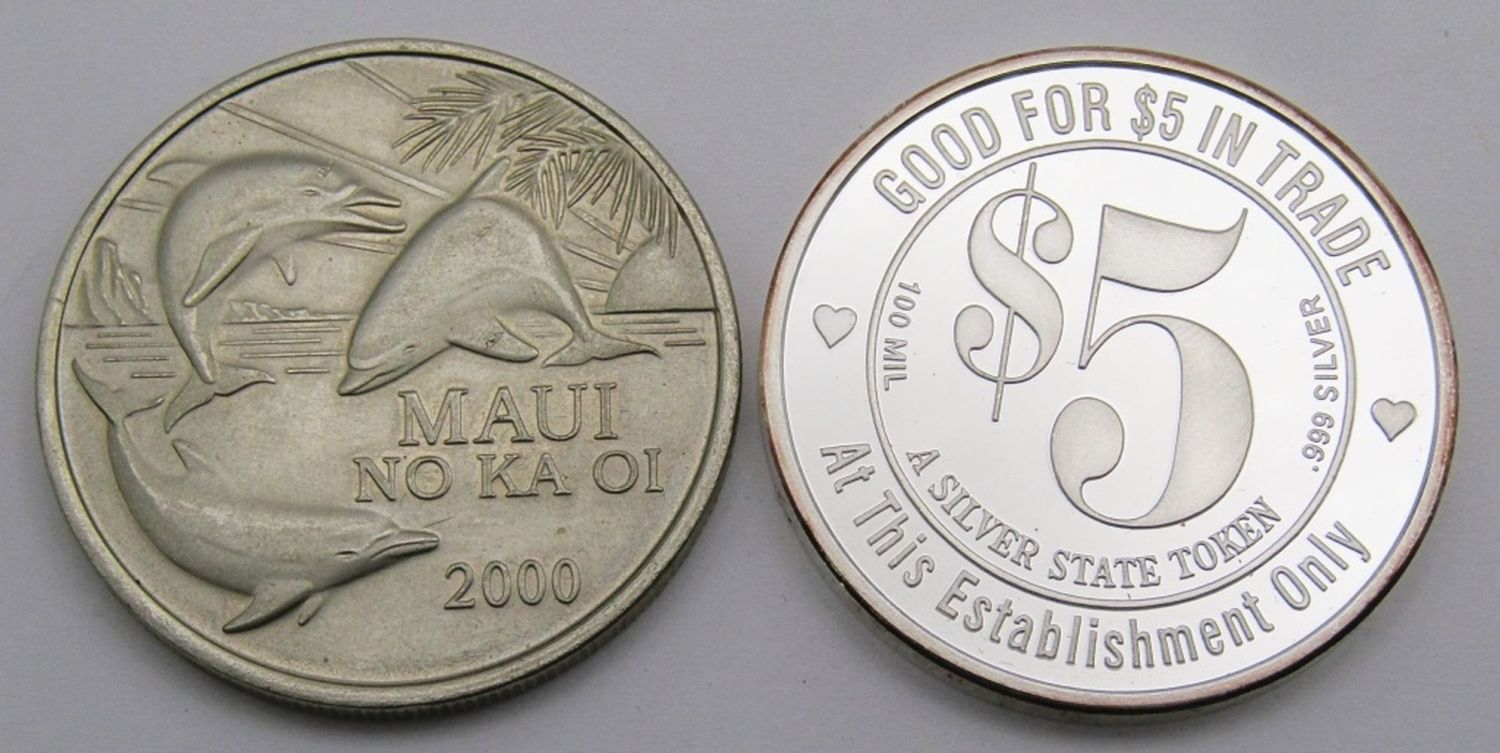 MAUI
NO KA OI
2000
GOOD FOR $5 IN TRADE
$5
100 MIL
.999 SILVER
A SILVER STATE TOKEN
At This Establishment Only